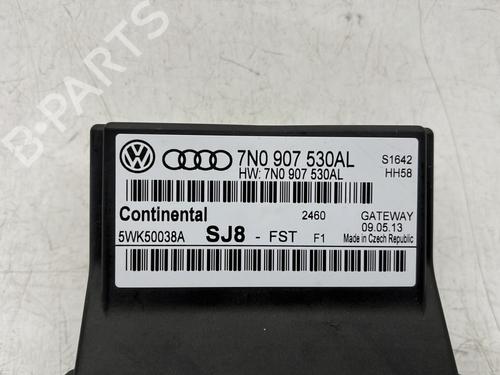 7N0 907 530AL
S1642
HW: 7N0 907 530AL
HH58
Continental
2460
GATEWAY
5WK50038A
SJ8 - FST F1
09.05.13
Made in Czech Republic
B-PARTS